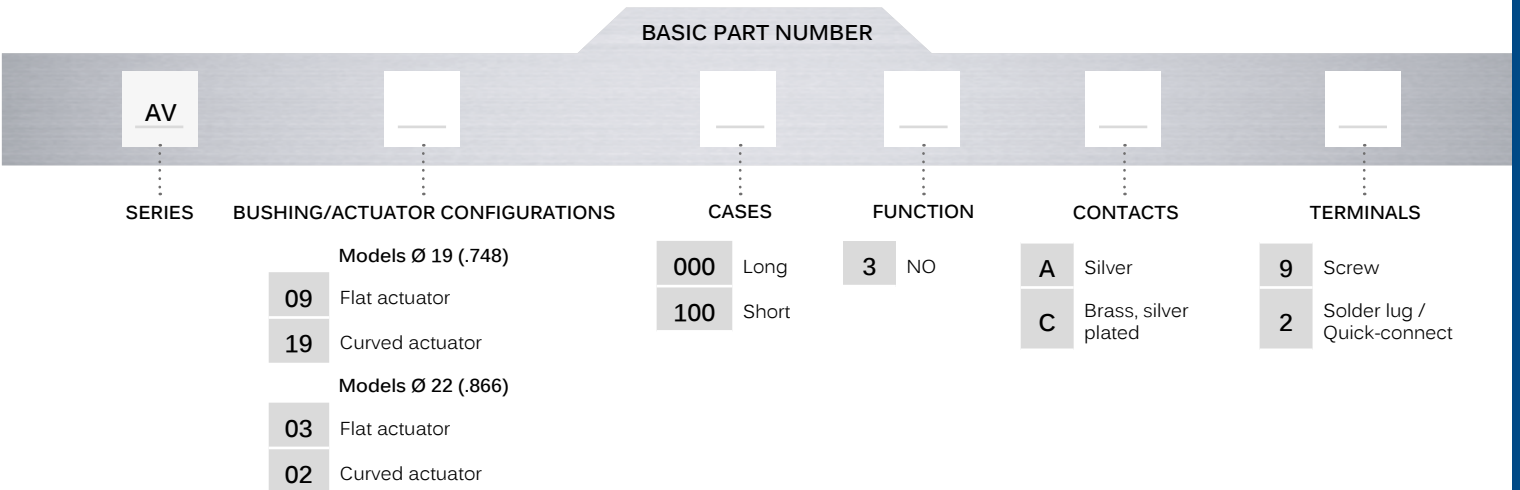 BASIC PART NUMBER
AV
SERIES
BUSHING/ACTUATOR CONFIGURATIONS
Models Ø 19 (.748)
09 Flat actuator
19 Curved actuator
Models Ø 22 (.866)
03 Flat actuator
02 Curved actuator
CASES
000 Long
100 Short
FUNCTION
3 NO
CONTACTS
A Silver
C Brass, silver
plated
TERMINALS
9 Screw
2 Solder lug /
Quick-connect